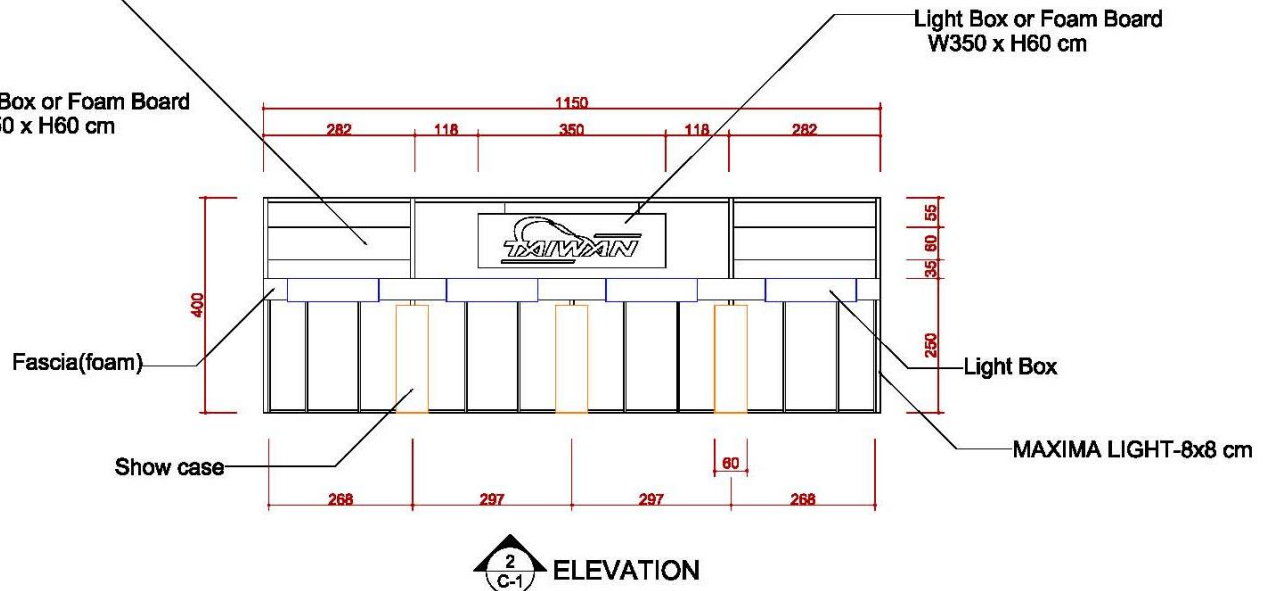 Light Box or Foam Board
W350 x H60 cm
Box or Foam Board
50 x H60 cm
1150
282
118
350
118
282
TAIWAN
55
60
35
250
400
Fascia(foam)
Light Box
Show case
MAXIMA LIGHT-8x8 cm
60
268
297
297
268
2
C-1
ELEVATION